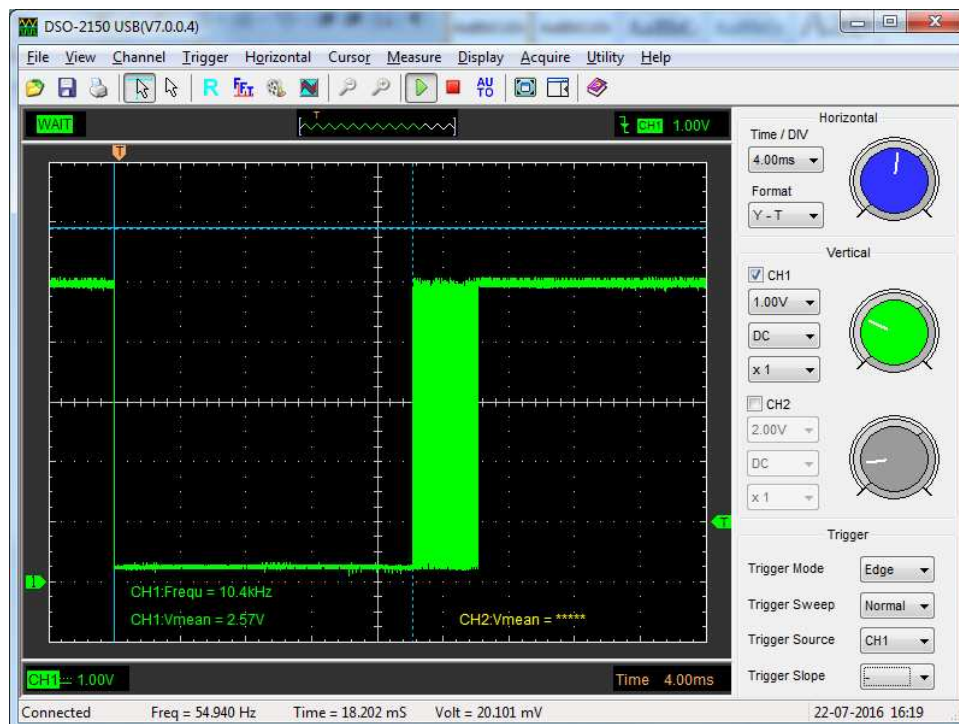 DSO-2150 USB(V7.0.0.4)
File View Channel Trigger Horizontal Cursor Measure Display Acquire Utility Help
R FFT AUTO
WAIT
T
CH1 1.00V
T
1
T
CH1:Frequ = 10.4kHz
CH1:Vmean = 2.57V
CH2:Vmean = *****
CH1 1.00V
Time 4.00ms
Horizontal
Time / DIV
4.00ms
Format
Y - T
Vertical
CH1
1.00V
DC
x 1
CH2
2.00V
DC
x 1
Trigger
Trigger Mode
Edge
Trigger Sweep
Normal
Trigger Source
CH1
Trigger Slope
-
Connected
Freq = 54.940 Hz
Time = 18.202 mS
Volt = 20.101 mV
22-07-2016 16:19